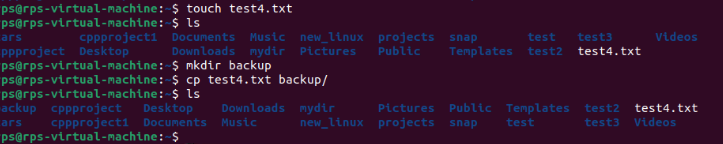 ps@rps-virtual-machine:~$ touch test4.txt
ps@rps-virtual-machine:~$ ls
ars cppproject1 Documents Music new_linux projects snap test test3 Videos
ppproject Desktop Downloads mydir Pictures Public Templates test2 test4.txt
ps@rps-virtual-machine:~$ mkdir backup
ps@rps-virtual-machine:~$ cp test4.txt backup/
ps@rps-virtual-machine:~$ ls
ackup cppproject Desktop Downloads mydir Pictures Public Templates test2 test4.txt
ars cppproject1 Documents Music new_linux projects snap test test3 Videos
ps@rps-virtual-machine:~$